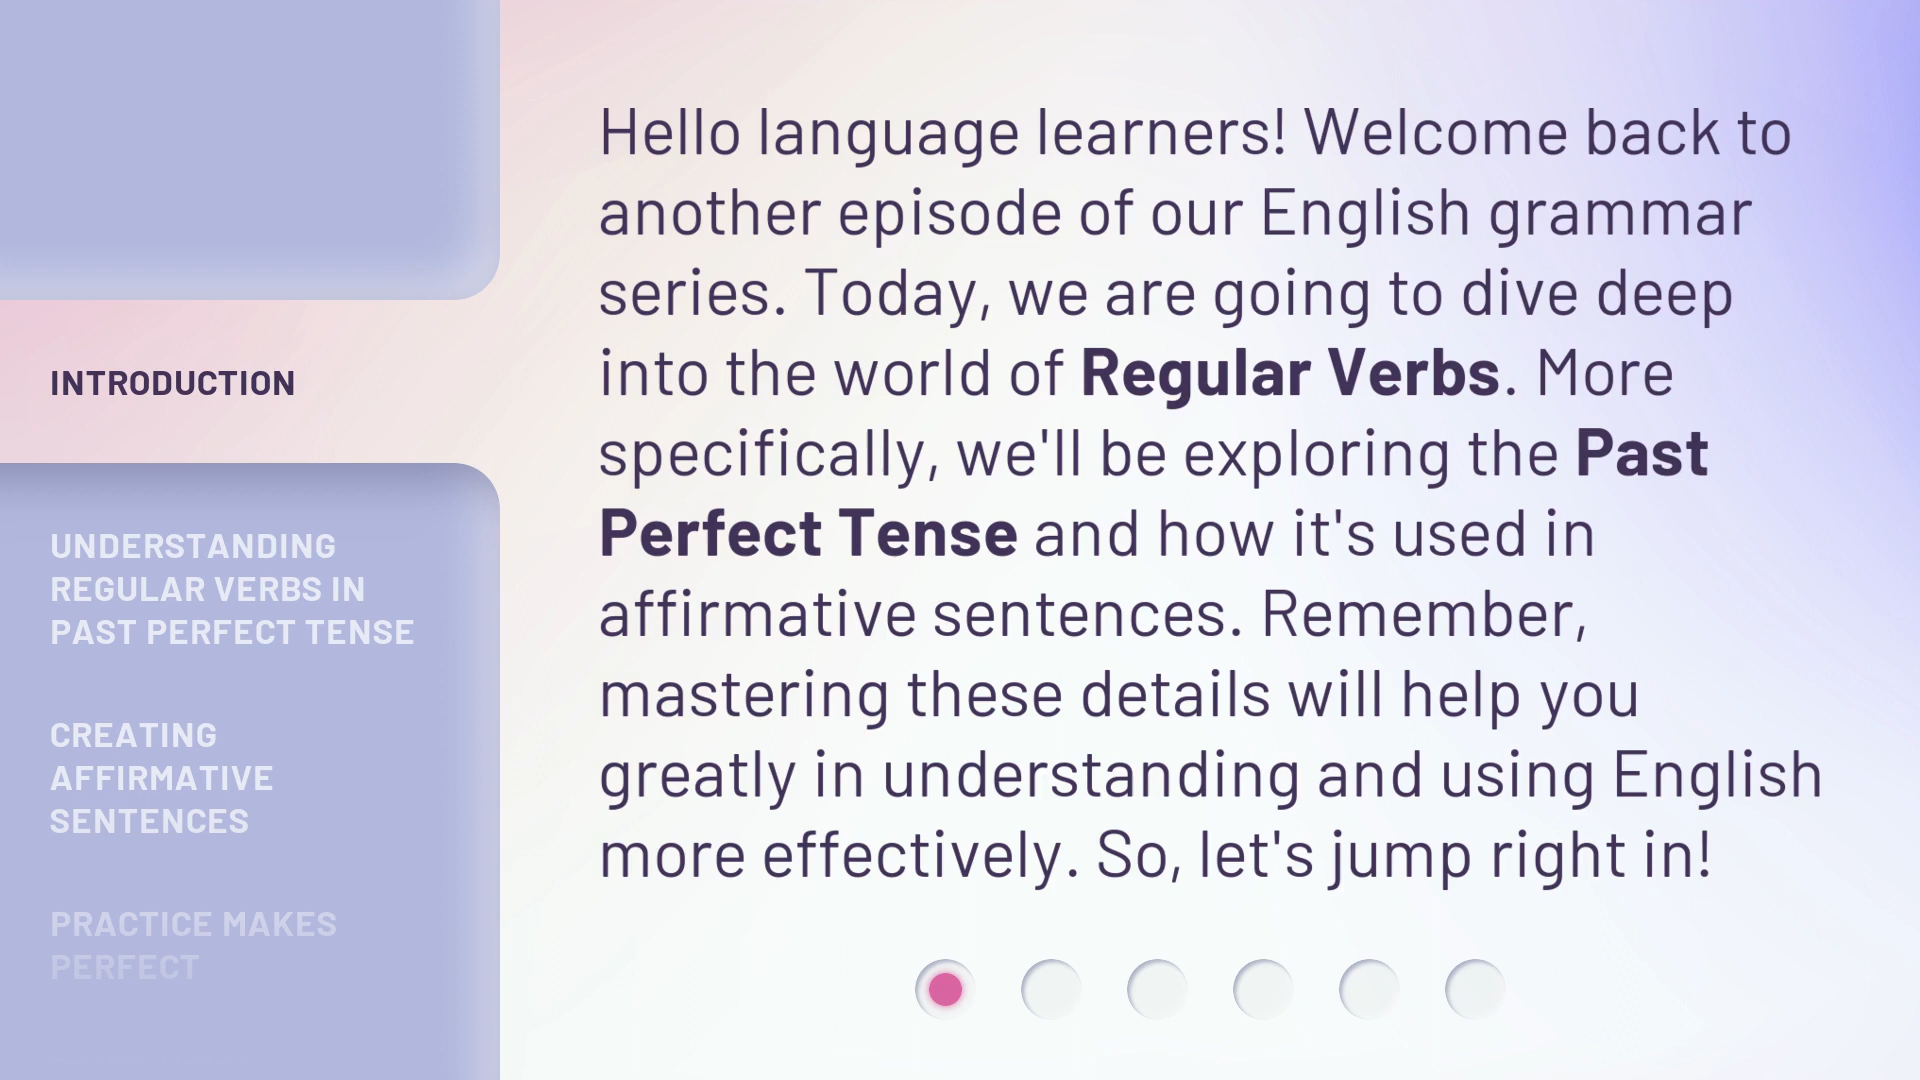 INTRODUCTION
UNDERSTANDING
REGULAR VERBS IN
PAST PERFECT TENSE
CREATING
AFFIRMATIVE
SENTENCES
PRACTICE MAKES
PERFECT
Hello language learners! Welcome back to
another episode of our English grammar
series. Today, we are going to dive deep
into the world of Regular Verbs. More
specifically, we'll be exploring the Past
Perfect Tense and how it's used in
affirmative sentences. Remember,
mastering these details will help you
greatly in understanding and using English
more effectively. So, let's jump right in!